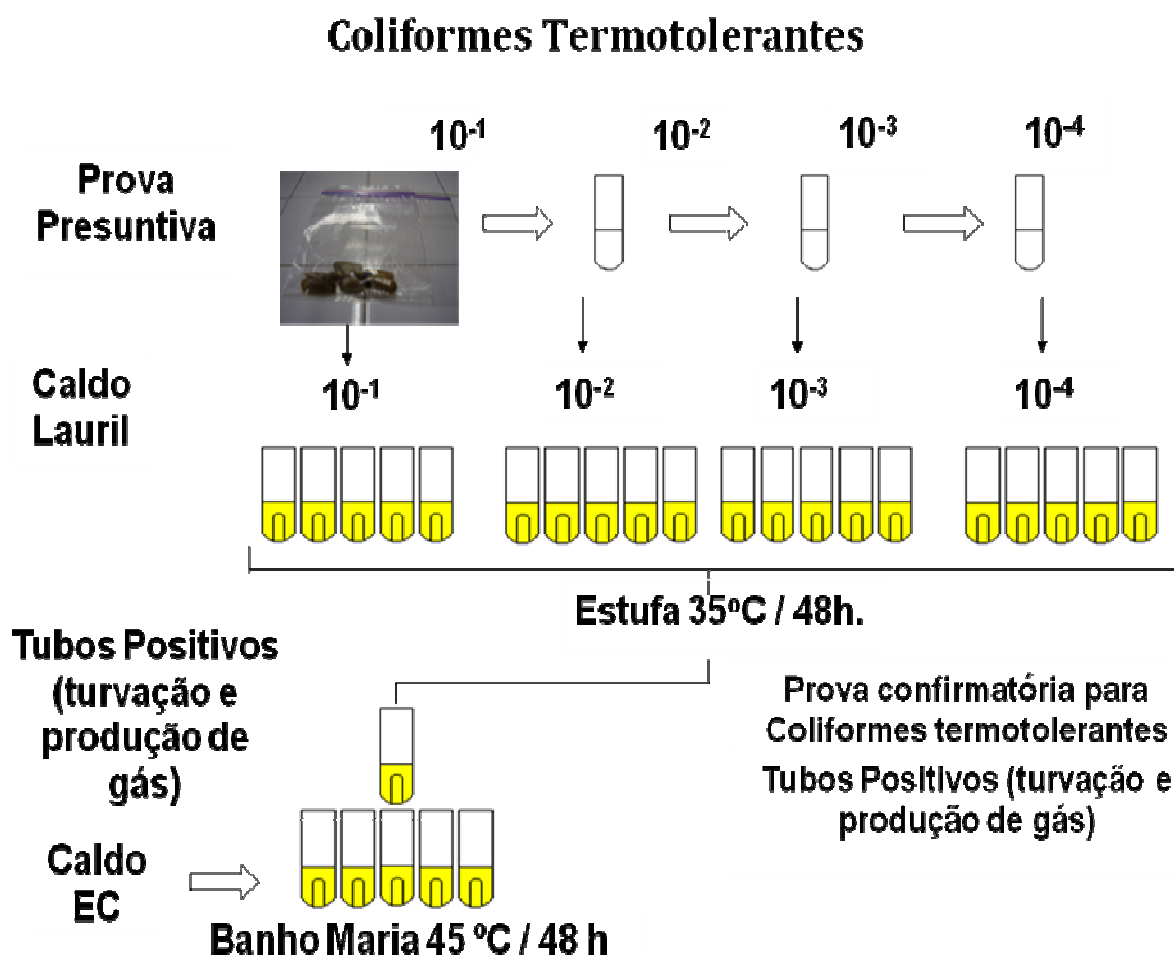 Coliformes Termotolerantes
10⁻¹ 10⁻² 10⁻³ 10⁻⁴
Prova
Presuntiva
Caldo
Lauril
10⁻¹ 10⁻² 10⁻³ 10⁻⁴
Estufa 35ºC / 48h.
Tubos Positivos
(turvação e
produção de
gás)
Prova confirmatória para
Coliformes termotolerantes
Tubos Positivos (turvação e
produção de gás)
Caldo
EC
Banho Maria 45 ºC / 48 h